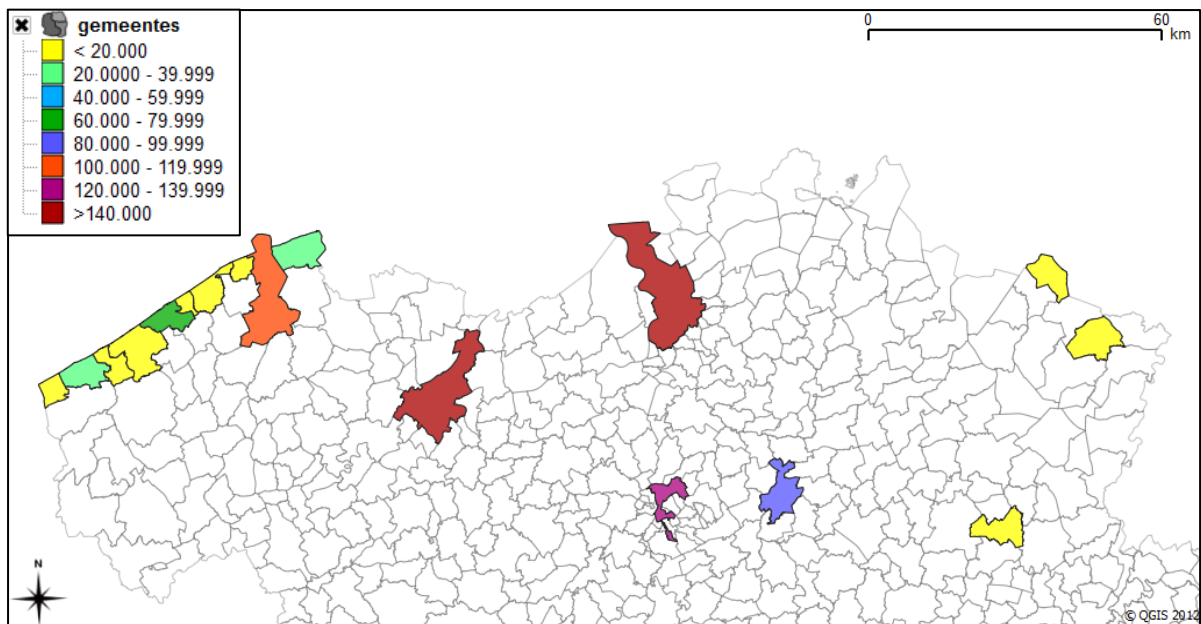 gemeentes
< 20.000
20.0000 - 39.999
40.000 - 59.999
60.000 - 79.999
80.000 - 99.999
100.000 - 119.999
120.000 - 139.999
>140.000
0 60
km
N
© QGIS 2012